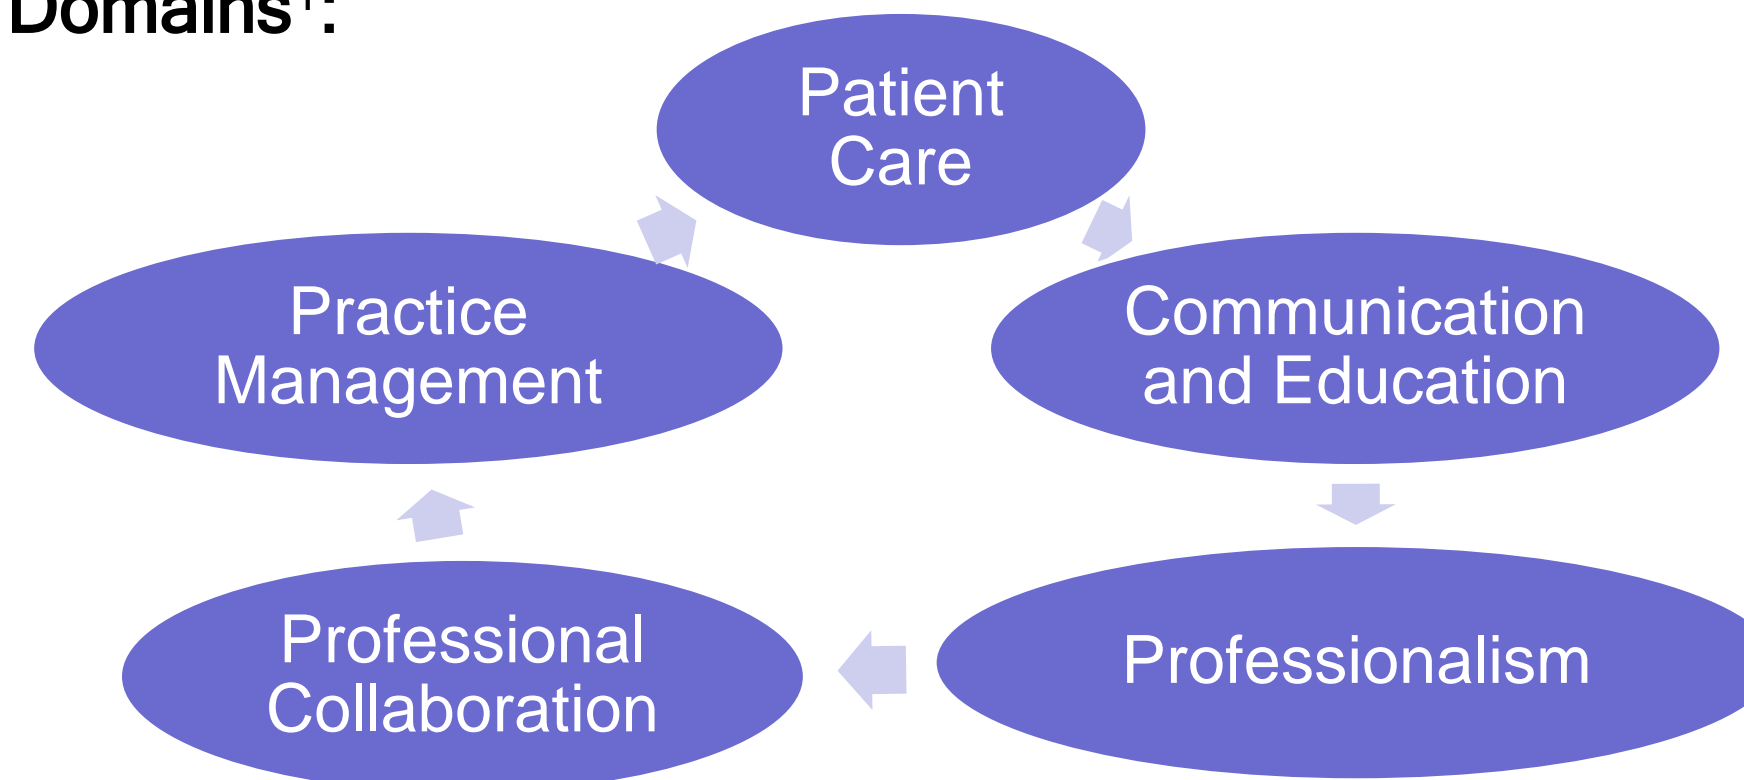 Domains¹:
Patient
Care
Practice
Management
Communication
and Education
Professional
Collaboration
Professionalism